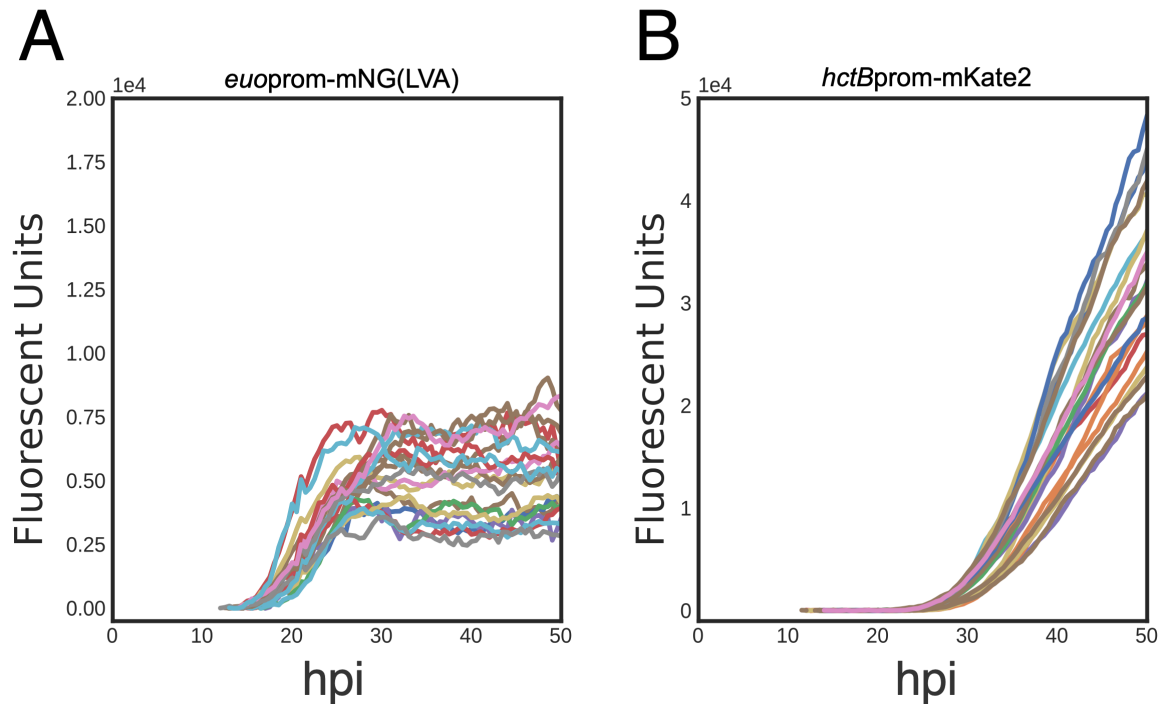 A
euoprom-mNG(LVA)
1e4
2.00
1.75
1.50
1.25
1.00
0.75
0.50
0.25
0.00
Fluorescent Units
0 10 20 30 40 50
hpi
B
hctBprom-mKate2
1e4
5
4
3
2
1
0
Fluorescent Units
0 10 20 30 40 50
hpi